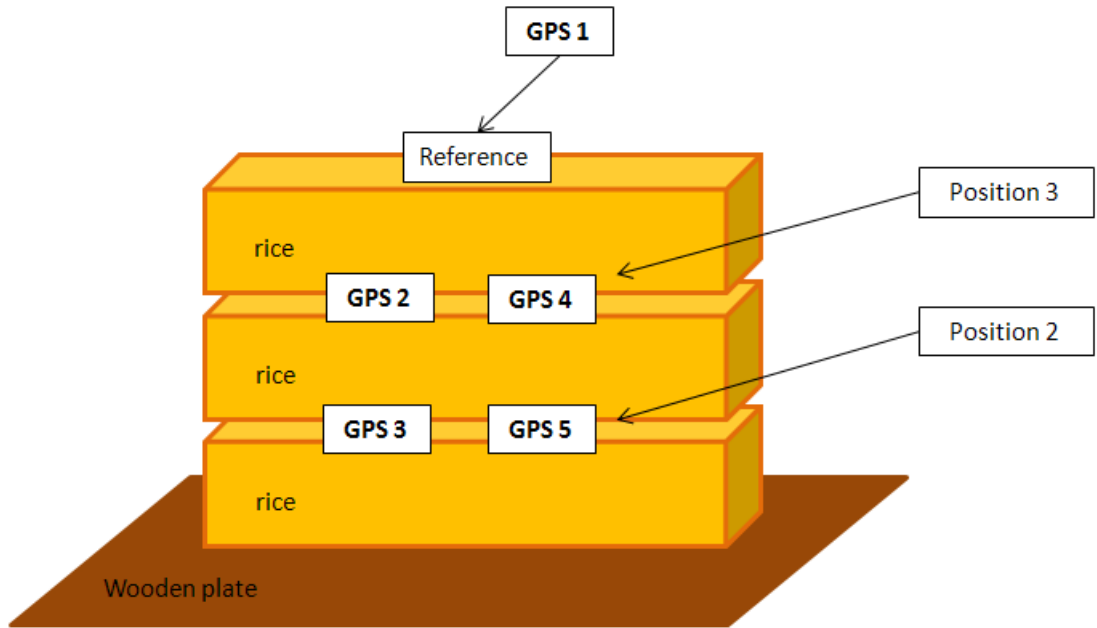 GPS 1
Reference
Position 3
rice
GPS 2
GPS 4
Position 2
rice
GPS 3
GPS 5
rice
Wooden plate